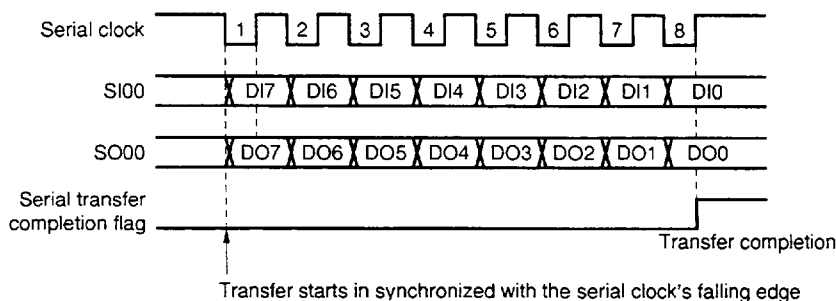 Serial clock 1 2 3 4 5 6 7 8
SI00 DI7 DI6 DI5 DI4 DI3 DI2 DI1 DI0
SO00 DO7 DO6 DO5 DO4 DO3 DO2 DO1 DO0
Serial transfer
completion flag
Transfer completion
Transfer starts in synchronized with the serial clock's falling edge